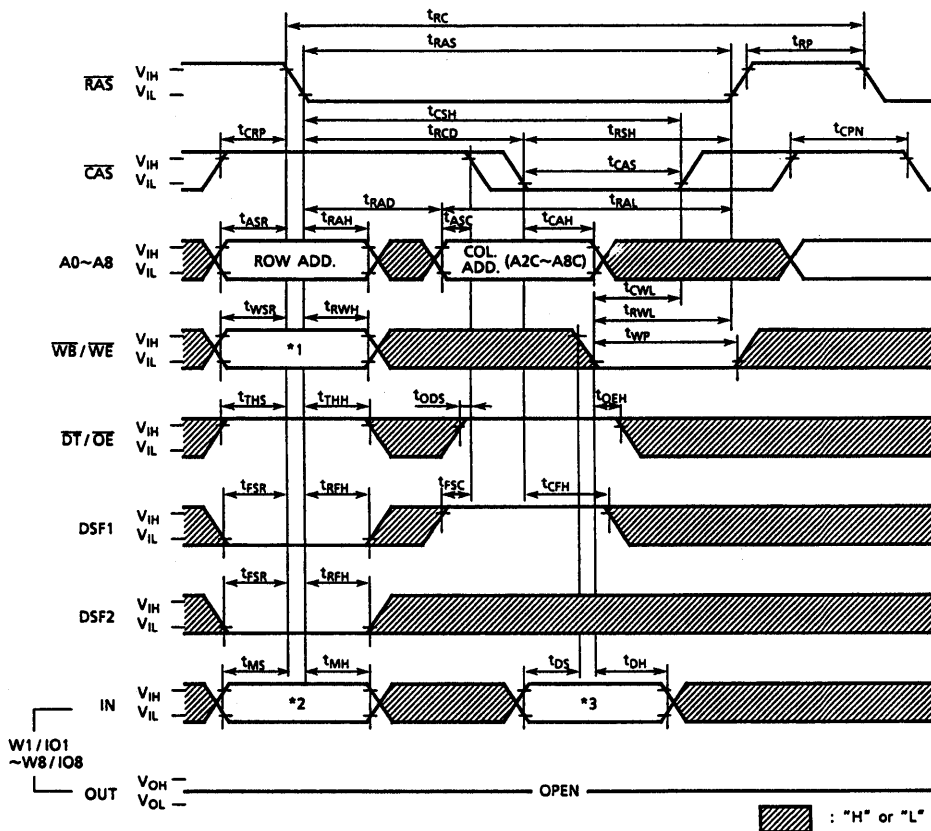 tRC
tRAS
tRP
RAS
VIH
VIL
tCSH
tCRP
tRCD
tRSH
tCPN
CAS
VIH
VIL
tCAS
tRAD
tRAL
tASR
tRAH
tASC
tCAH
A0~A8
VIH
VIL
ROW ADD.
COL. ADD. (A2C~A8C)
tCWL
tRWL
tWSR
tRWH
tWP
WB/WE
VIH
VIL
*1
tTHS
tTHH
tODS
tOEH
DT/OE
VIH
VIL
tFSR
tRFH
tFSC
tCFH
DSF1
VIH
VIL
tFSR
tRFH
DSF2
VIH
VIL
tMS
tMH
tDS
tDH
IN
VIH
VIL
*2
*3
W1/IO1
~W8/IO8
OUT
VOH
VOL
OPEN
: "H" or "L"